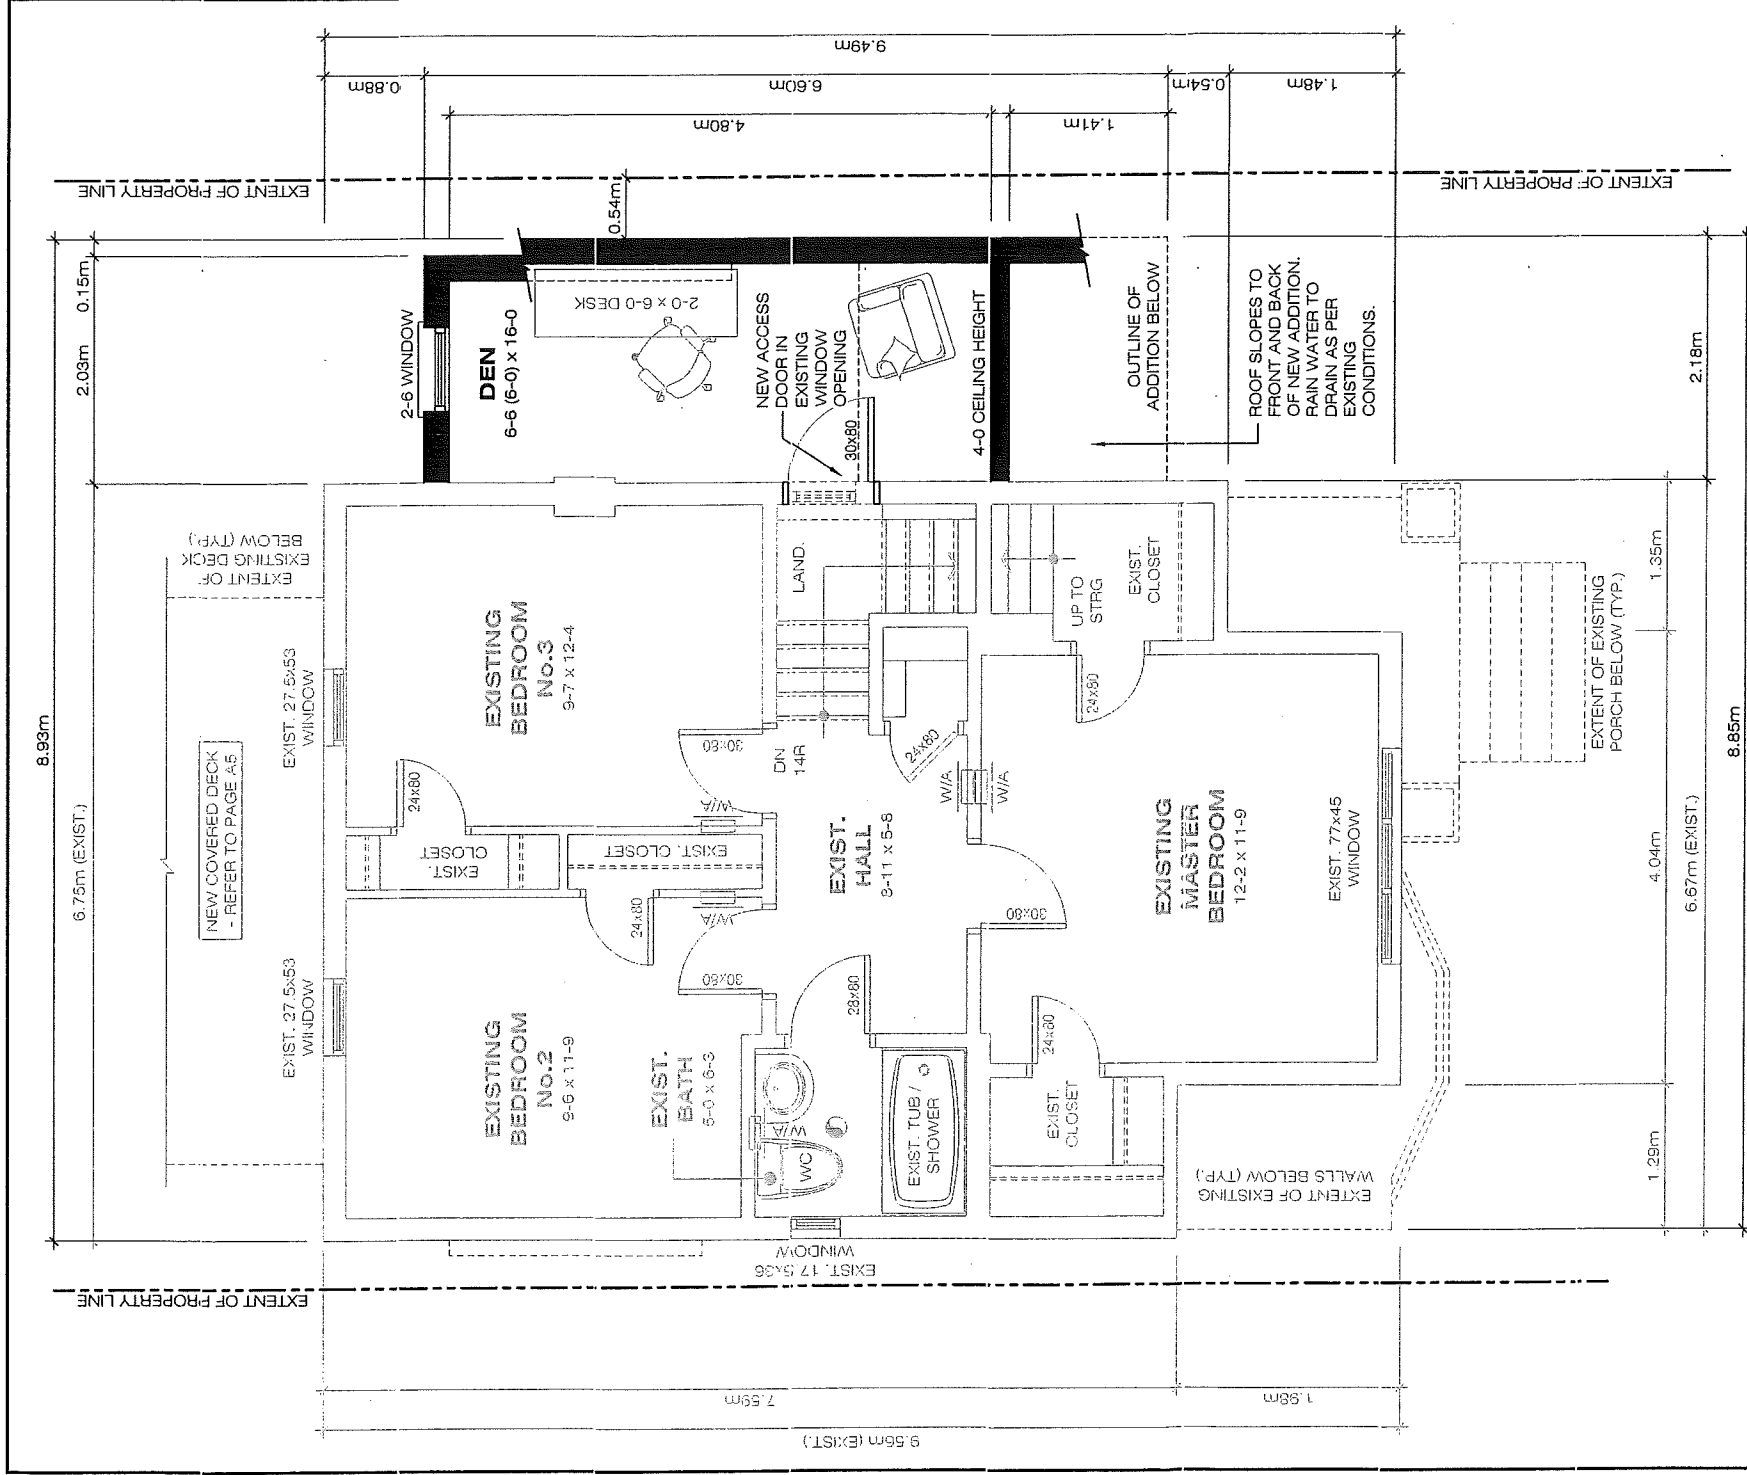 8.93m
6.75m (EXIST.)
2.03m
0.15m
NEW COVERED DECK
- REFER TO PAGE A5
EXTENT OF
EXISTING DECK
BELOW (TYP.)
EXIST. 27.5x53
WINDOW
EXIST. 27.5x53
WINDOW
2-6 WINDOW
EXTENT OF PROPERTY LINE
EXTENT OF PROPERTY LINE
EXTENT OF PROPERTY LINE
EXISTING
BEDROOM
No.2
9-6 x 11-9
EXISTING
BEDROOM
No.3
9-7 x 12-4
DEN
6-6 (6-0) x 16-0
2-0 x 6-0 DESK
0.54m
24x80
EXIST.
CLOSET
EXIST. CLOSET
24x80
W/A
W/A
30x80
30x80
EXIST.
BATH
5-0 x 6-3
W/A
WC
EXIST. TUB /
SHOWER
28x80
EXIST. 17.5x36
WINDOW
EXIST.
HALL
8-11 x 5-8
DN
14R
LAND.
NEW ACCESS
DOOR IN
EXISTING
WINDOW
OPENING
30x80
4-0 CEILING HEIGHT
24x80
W/A
W/A
30x80
UP TO
STRG
EXIST.
CLOSET
24x80
24x80
EXIST.
CLOSET
EXISTING
MASTER
BEDROOM
12-2 x 11-9
EXIST. 77x45
WINDOW
OUTLINE OF
ADDITION BELOW
ROOF SLOPES TO
FRONT AND BACK
OF NEW ADDITION.
RAIN WATER TO
DRAIN AS PER
EXISTING
CONDITIONS.
EXTENT OF EXISTING
WALLS BELOW (TYP.)
EXTENT OF EXISTING
PORCH BELOW (TYP.)
1.29m
4.04m
1.35m
6.67m (EXIST.)
2.18m
8.85m
9.49m
0.88m
6.60m
0.54m
1.48m
4.80m
1.41m
7.59m
1.98m
9.56m (EXIST.)